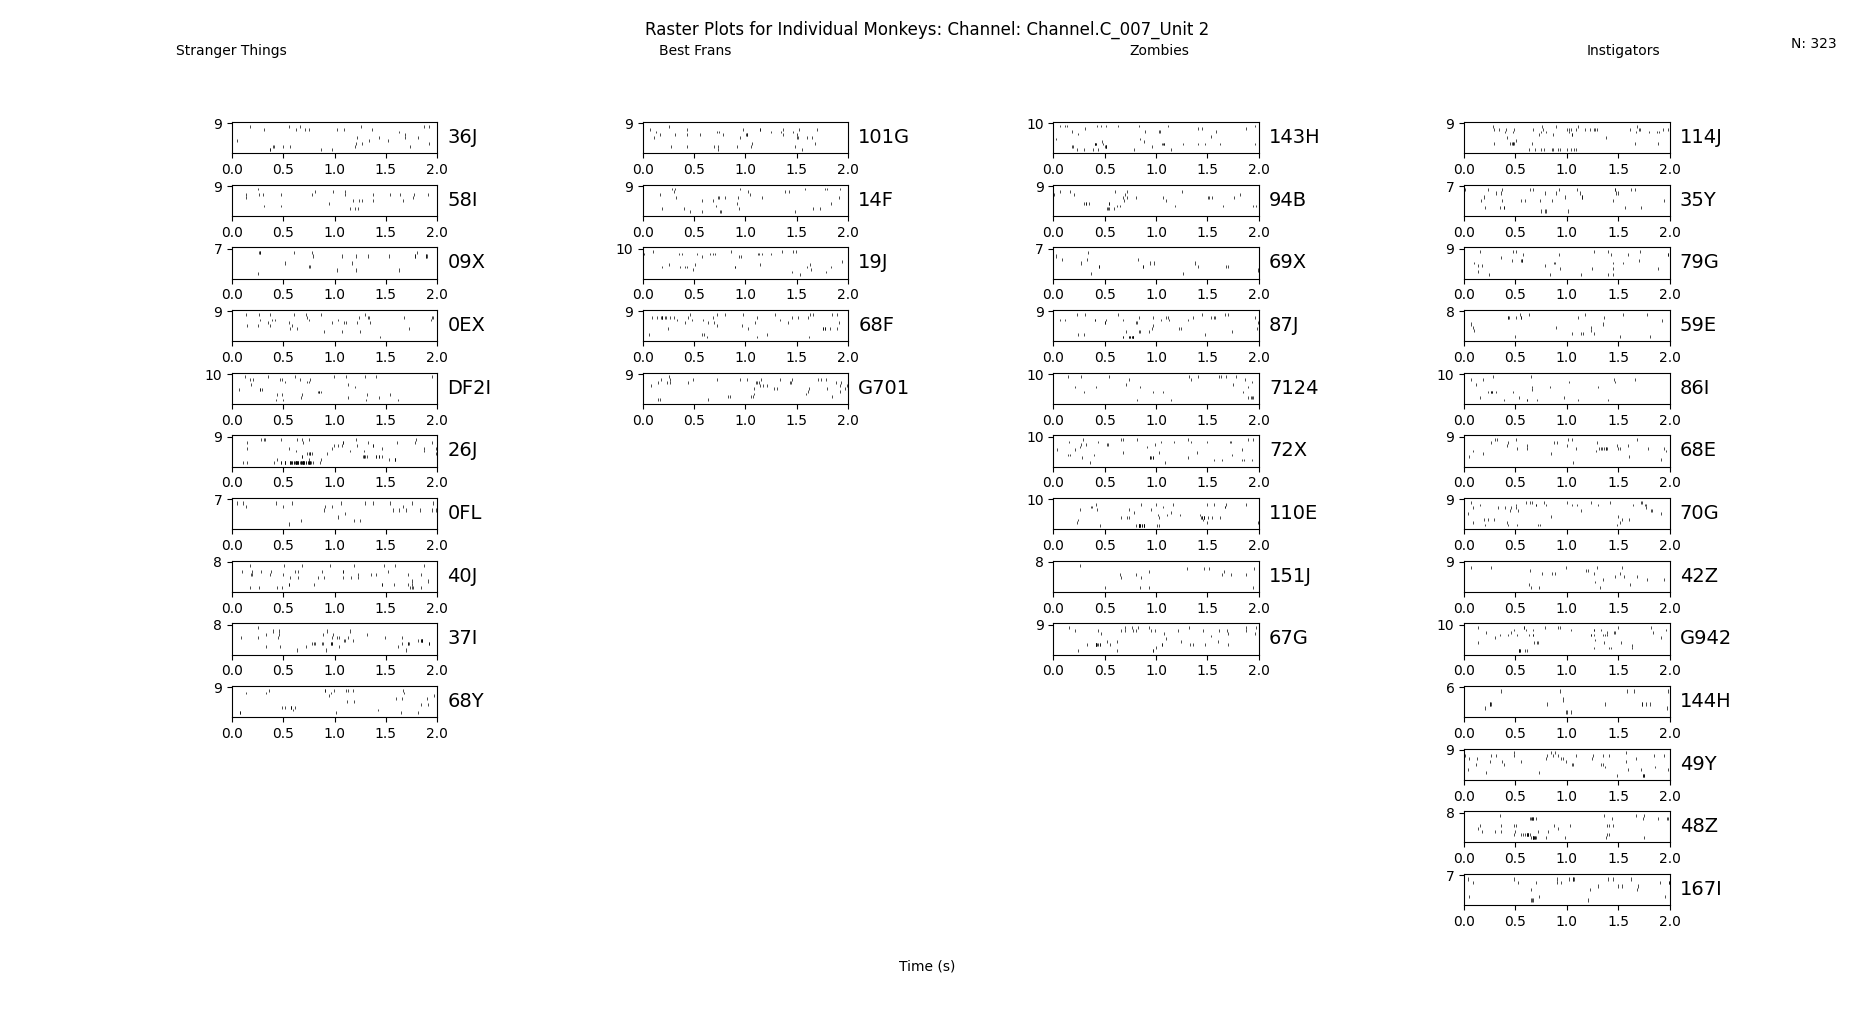 Raster Plots for Individual Monkeys: Channel: Channel.C_007_Unit 2
Stranger Things Best Frans Zombies Instigators N: 323
9 36J 9 101G 10 143H 9 114J
0.0 0.5 1.0 1.5 2.0 0.0 0.5 1.0 1.5 2.0 0.0 0.5 1.0 1.5 2.0 0.0 0.5 1.0 1.5 2.0
9 58I 9 14F 9 94B 7 35Y
0.0 0.5 1.0 1.5 2.0 0.0 0.5 1.0 1.5 2.0 0.0 0.5 1.0 1.5 2.0 0.0 0.5 1.0 1.5 2.0
7 09X 10 19J 7 69X 9 79G
0.0 0.5 1.0 1.5 2.0 0.0 0.5 1.0 1.5 2.0 0.0 0.5 1.0 1.5 2.0 0.0 0.5 1.0 1.5 2.0
9 0EX 9 68F 9 87J 8 59E
0.0 0.5 1.0 1.5 2.0 0.0 0.5 1.0 1.5 2.0 0.0 0.5 1.0 1.5 2.0 0.0 0.5 1.0 1.5 2.0
10 DF2I 9 G701 10 7124 10 86I
0.0 0.5 1.0 1.5 2.0 0.0 0.5 1.0 1.5 2.0 0.0 0.5 1.0 1.5 2.0 0.0 0.5 1.0 1.5 2.0
9 26J 10 72X 9 68E
0.0 0.5 1.0 1.5 2.0 0.0 0.5 1.0 1.5 2.0 0.0 0.5 1.0 1.5 2.0
7 0FL 10 110E 9 70G
0.0 0.5 1.0 1.5 2.0 0.0 0.5 1.0 1.5 2.0 0.0 0.5 1.0 1.5 2.0
8 40J 8 151J 9 42Z
0.0 0.5 1.0 1.5 2.0 0.0 0.5 1.0 1.5 2.0 0.0 0.5 1.0 1.5 2.0
8 37I 9 67G 10 G942
0.0 0.5 1.0 1.5 2.0 0.0 0.5 1.0 1.5 2.0 0.0 0.5 1.0 1.5 2.0
9 68Y 6 144H
0.0 0.5 1.0 1.5 2.0 0.0 0.5 1.0 1.5 2.0
9 49Y
0.0 0.5 1.0 1.5 2.0
8 48Z
0.0 0.5 1.0 1.5 2.0
7 167I
0.0 0.5 1.0 1.5 2.0
Time (s)